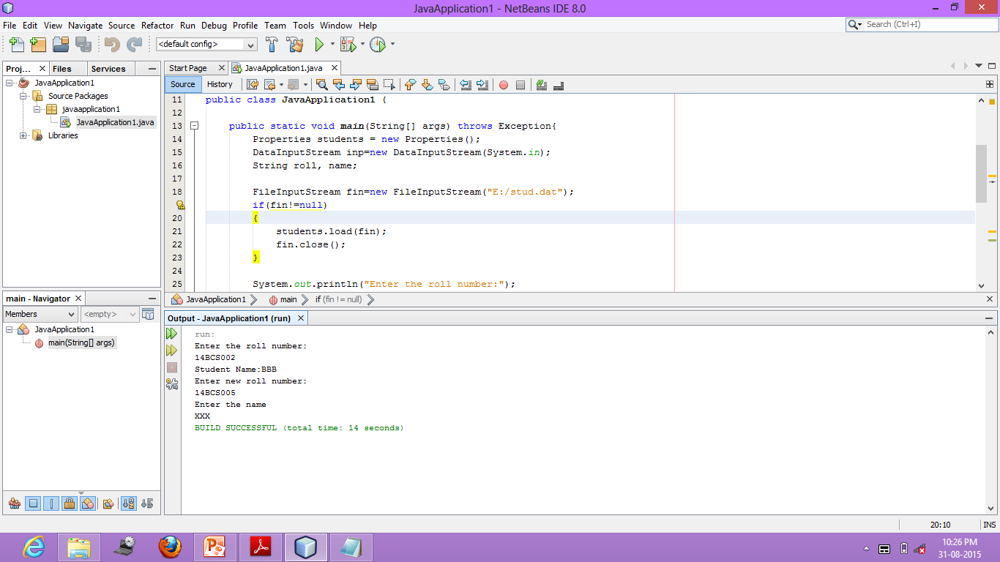 JavaApplication1 - NetBeans IDE 8.0
File Edit View Navigate Source Refactor Run Debug Profile Team Tools Window Help
Search (Ctrl+I)
<default config>
Proj... Files Services
JavaApplication1
Source Packages
javaapplication1
JavaApplication1.java
Libraries
Start Page JavaApplication1.java
Source History
11 public class JavaApplication1 {
12
13 public static void main(String[] args) throws Exception{
14 Properties students = new Properties();
15 DataInputStream inp=new DataInputStream(System.in);
16 String roll, name;
17
18 FileInputStream fin=new FileInputStream("E:/stud.dat");
if(fin!=null)
20 {
21 students.load(fin);
22 fin.close();
23 }
24
25 System.out.println("Enter the roll number:");
JavaApplication1 main if (fin != null)
main - Navigator
Members <empty>
JavaApplication1
main(String[] args)
Output - JavaApplication1 (run)
run:
Enter the roll number:
14BCS002
Student Name:BBB
Enter new roll number:
14BCS005
Enter the name
XXX
BUILD SUCCESSFUL (total time: 14 seconds)
20:10 INS
10:26 PM
31-08-2015